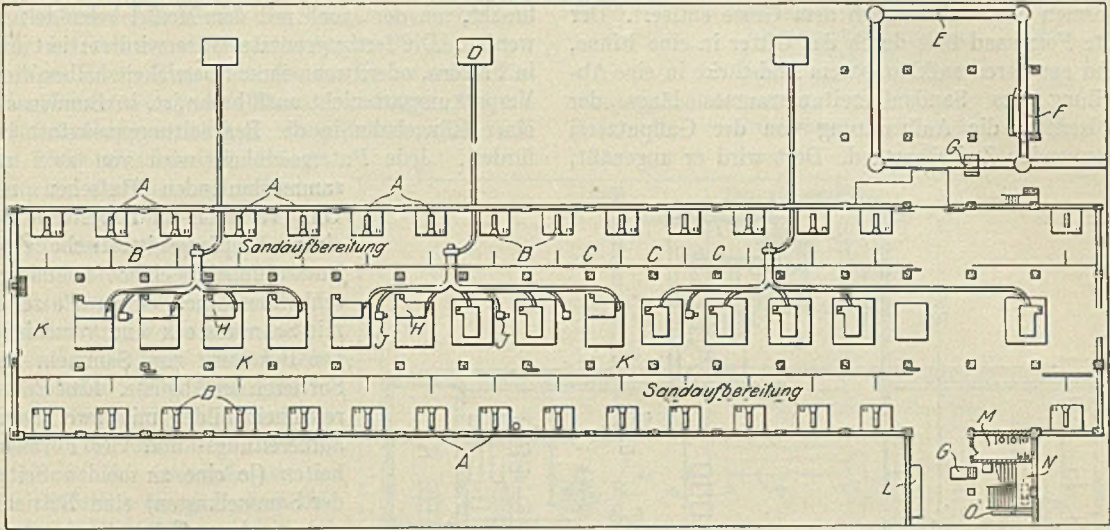 D
E
F
G
A A A A
B Sandaufbereitung B C C C
K H J H J K
K
B Sandaufbereitung
A
M
G N
L
O